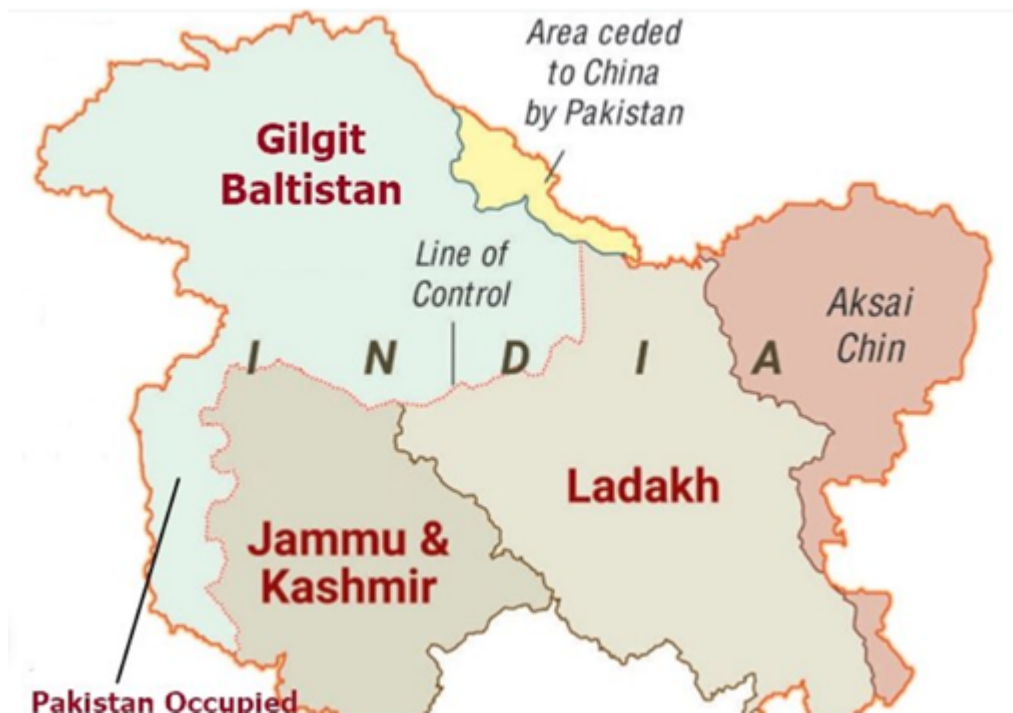 Area ceded
to China
by Pakistan
Gilgit
Baltistan
Line of
Control
Aksai
Chin
I N D I A
Ladakh
Jammu &
Kashmir
Pakistan Occupied